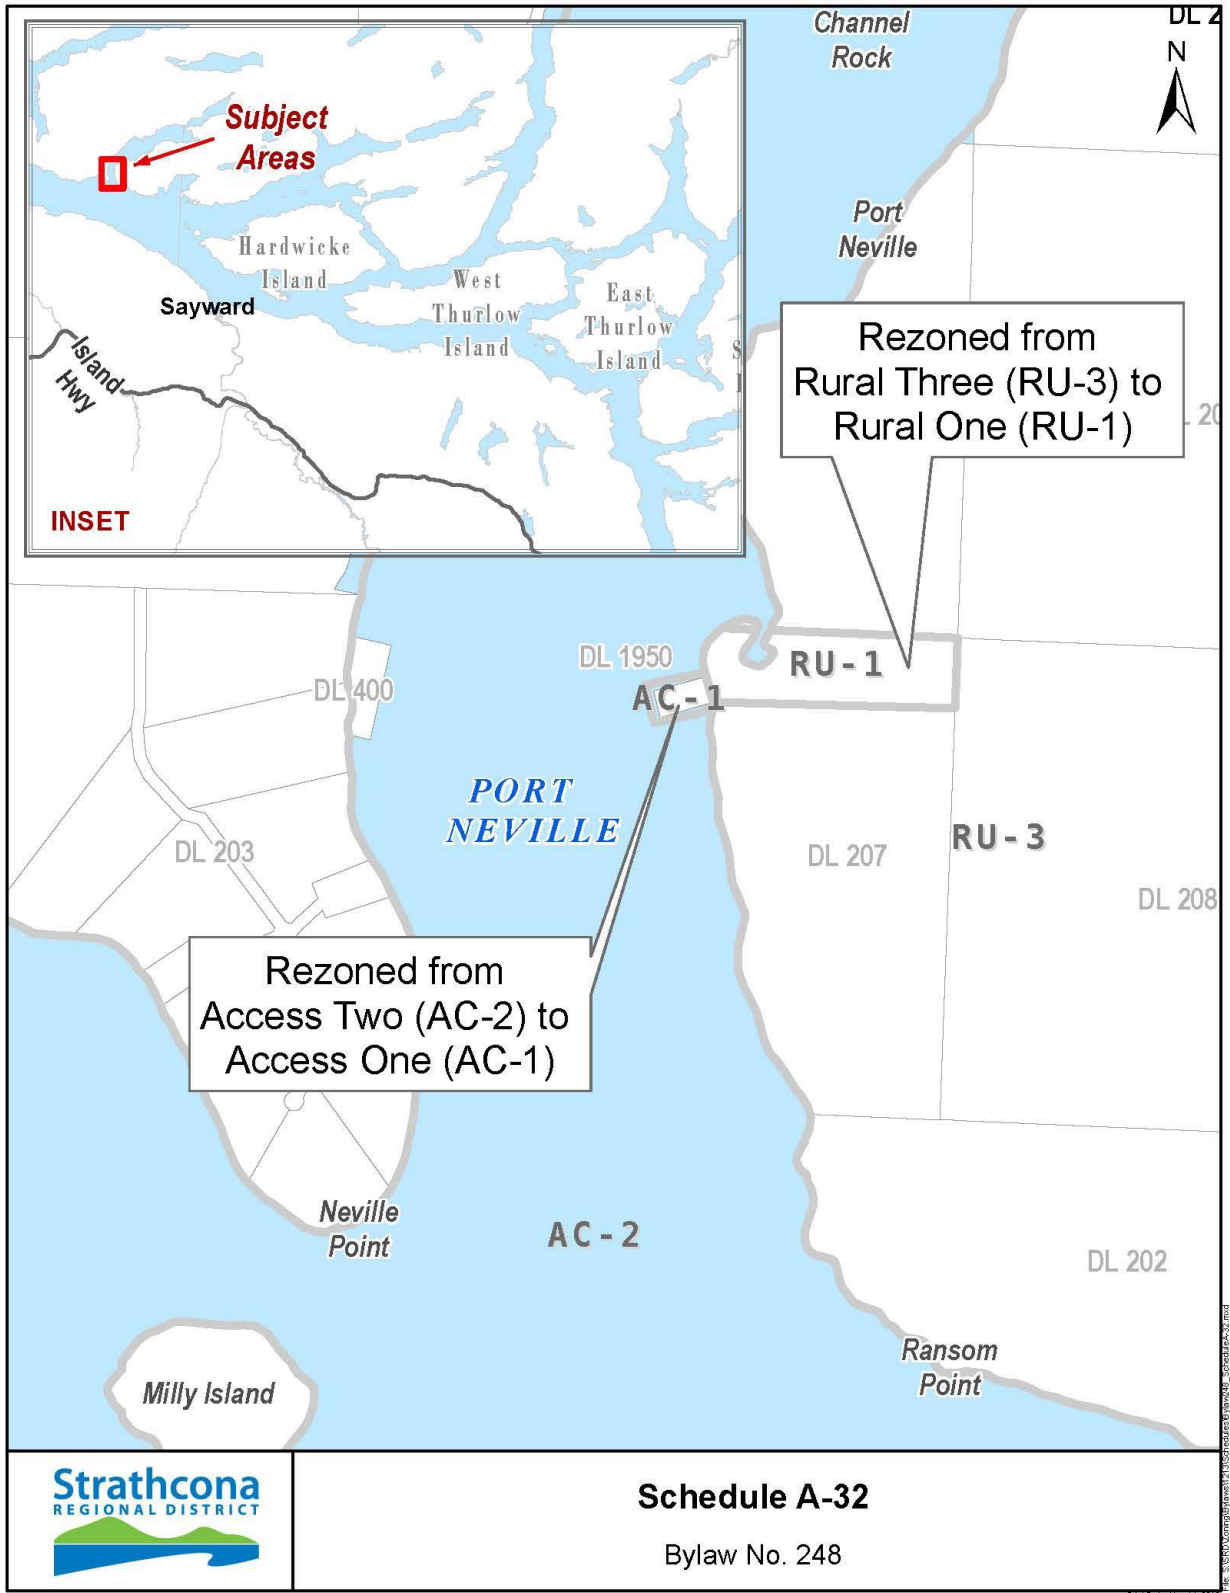 Channel
Rock
DL 2
N
Subject
Areas
Hardwicke
Island
West
Thurlow
Island
East
Thurlow
Island
S
Sayward
Island
Hwy
INSET
Port
Neville
Rezoned from
Rural Three (RU-3) to
Rural One (RU-1)
L 20
DL 1950
RU-1
AC-1
DL 400
PORT
NEVILLE
DL 203
DL 207
RU-3
DL 208
Rezoned from
Access Two (AC-2) to
Access One (AC-1)
Neville
Point
AC-2
DL 202
Ransom
Point
Milly Island
Strathcona
REGIONAL DISTRICT
Schedule A-32
Bylaw No. 248